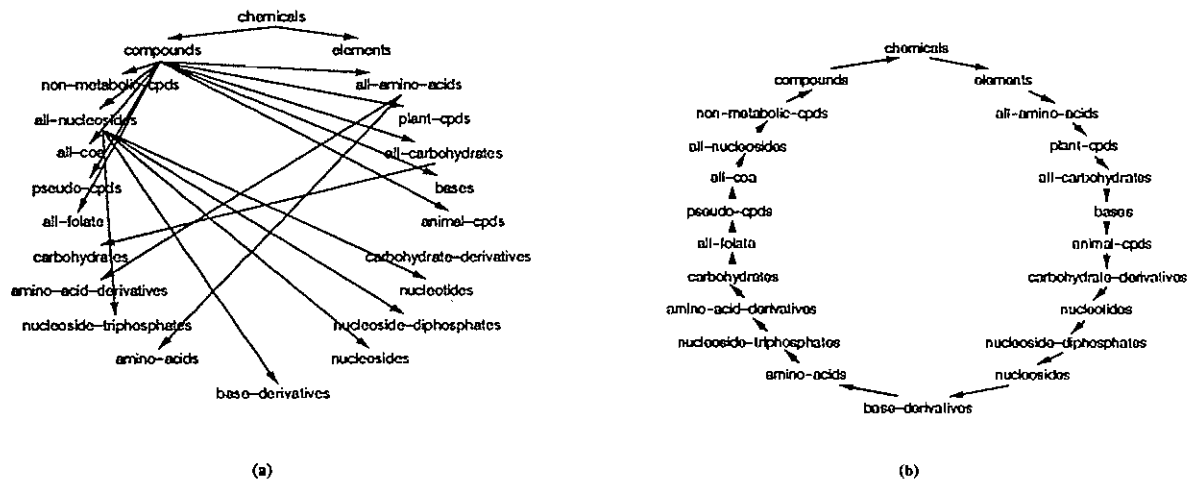 chemicals
compounds
elements
non-metabolic-cpds
all-amino-acids
all-nucleosides
plant-cpds
all-coa
all-carbohydrates
pseudo-cpds
bases
all-folate
animal-cpds
carbohydrates
carbohydrate-derivatives
amino-acid-derivatives
nucleotides
nucleoside-triphosphates
nucleoside-diphosphates
amino-acids
nucleosides
base-derivatives
(a)
chemicals
compounds
elements
non-metabolic-cpds
all-amino-acids
all-nucleosides
plant-cpds
all-coa
all-carbohydrates
pseudo-cpds
bases
all-folate
animal-cpds
carbohydrates
carbohydrate-derivatives
amino-acid-derivatives
nucleotides
nucleoside-triphosphates
nucleoside-diphosphates
amino-acids
nucleosides
base-derivatives
(b)